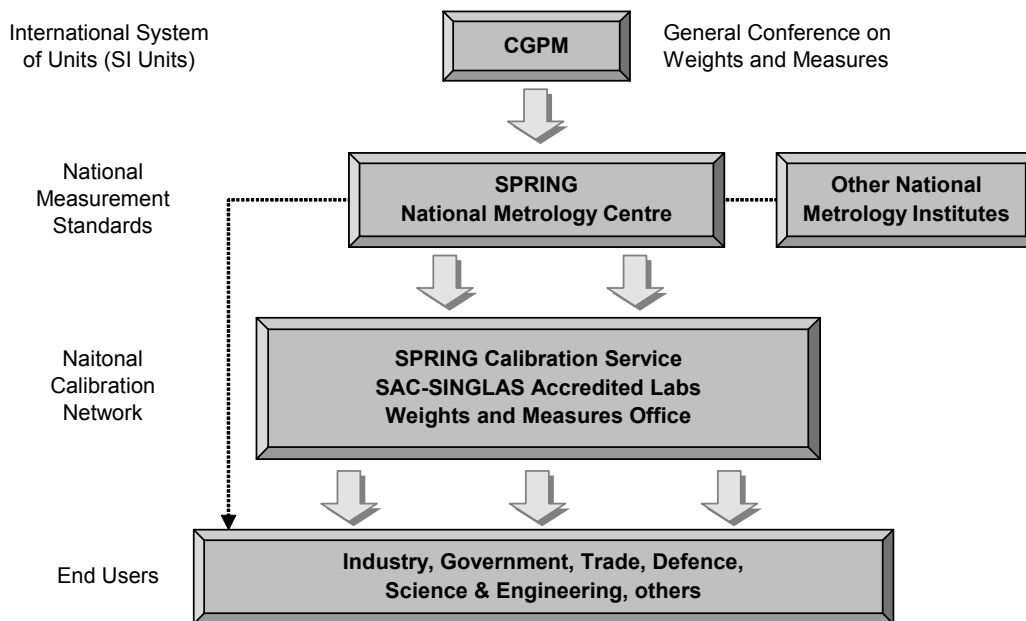 International System
of Units (SI Units)
CGPM
General Conference on
Weights and Measures
National
Measurement
Standards
SPRING
National Metrology Centre
Other National
Metrology Institutes
Naitonal
Calibration
Network
SPRING Calibration Service
SAC-SINGLAS Accredited Labs
Weights and Measures Office
End Users
Industry, Government, Trade, Defence,
Science & Engineering, others